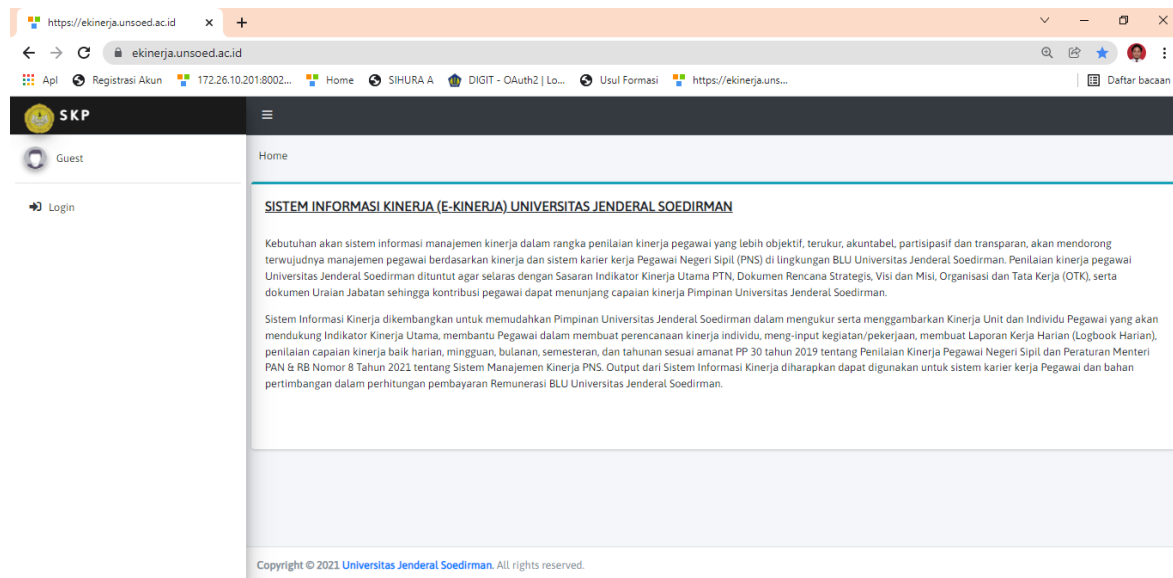 https://ekinerja.unsoed.ac.id
ekinerja.unsoed.ac.id
Apl Registrasi Akun 172.26.10.201:8002... Home SIHURA A DIGIT - OAuth2 | Lo... Usul Formasi https://ekinerja.uns... Daftar bacaan
SKP
Guest
Home
Login
SISTEM INFORMASI KINERJA (E-KINERJA) UNIVERSITAS JENDERAL SOEDIRMAN
Kebutuhan akan sistem informasi manajemen kinerja dalam rangka penilaian kinerja pegawai yang lebih objektif, terukur, akuntabel, partisipasif dan transparan, akan mendorong
terwujudnya manajemen pegawai berdasarkan kinerja dan sistem karier kerja Pegawai Negeri Sipil (PNS) di lingkungan BLU Universitas Jenderal Soedirman. Penilaian kinerja pegawai
Universitas Jenderal Soedirman dituntut agar selaras dengan Sasaran Indikator Kinerja Utama PTN, Dokumen Rencana Strategis, Visi dan Misi, Organisasi dan Tata Kerja (OTK), serta
dokumen Uraian Jabatan sehingga kontribusi pegawai dapat menunjang capaian kinerja Pimpinan Universitas Jenderal Soedirman.
Sistem Informasi Kinerja dikembangkan untuk memudahkan Pimpinan Universitas Jenderal Soedirman dalam mengukur serta menggambarkan Kinerja Unit dan Individu Pegawai yang akan
mendukung Indikator Kinerja Utama, membantu Pegawai dalam membuat perencanaan kinerja individu, meng-input kegiatan/pekerjaan, membuat Laporan Kerja Harian (Logbook Harian),
penilaian capaian kinerja baik harian, mingguan, bulanan, semesteran, dan tahunan sesuai amanat PP 30 tahun 2019 tentang Penilaian Kinerja Pegawai Negeri Sipil dan Peraturan Menteri
PAN & RB Nomor 8 Tahun 2021 tentang Sistem Manajemen Kinerja PNS. Output dari Sistem Informasi Kinerja diharapkan dapat digunakan untuk sistem karier kerja Pegawai dan bahan
pertimbangan dalam perhitungan pembayaran Remunerasi BLU Universitas Jenderal Soedirman.
Copyright © 2021 Universitas Jenderal Soedirman. All rights reserved.